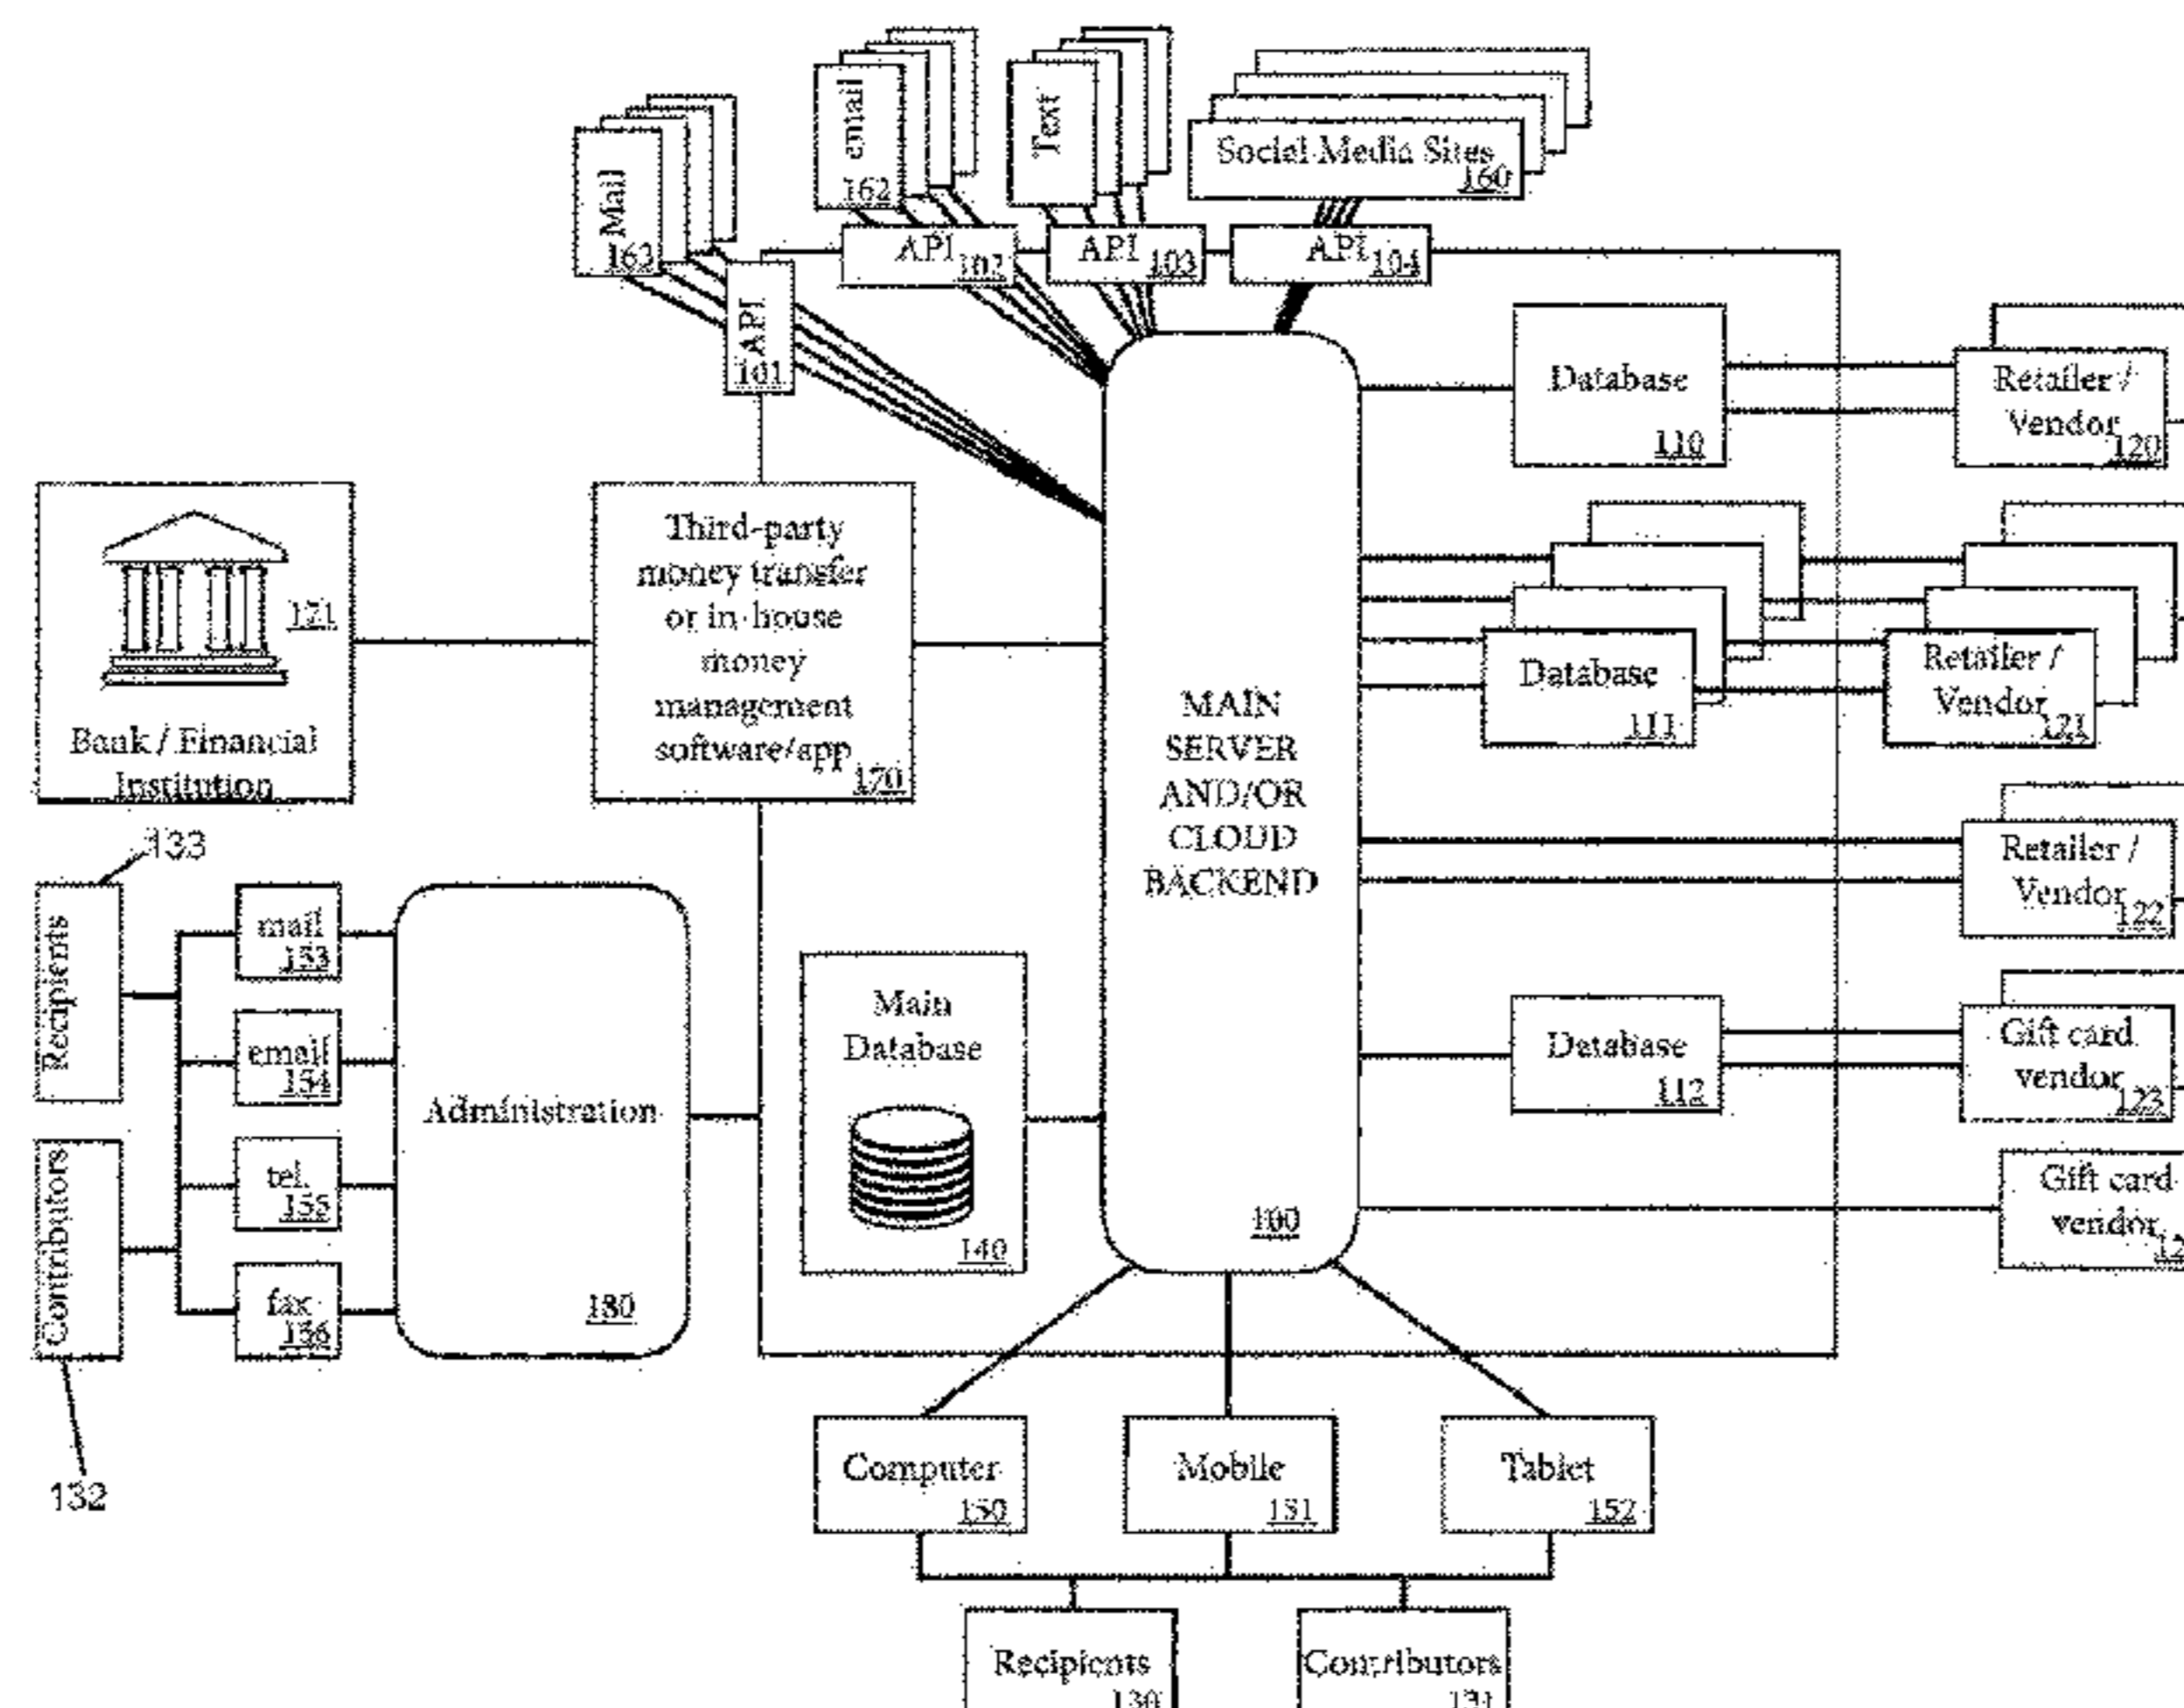 email
162
Text
Social Media Sites
160
Mail
163
API
102
API
103
API
104
API
101
Database
110
Retailer /
Vendor
120
171
Bank / Financial
Institution
Third-party
money transfer
or in-house
money
management
software/app
170
MAIN
SERVER
AND/OR
CLOUD
BACKEND
100
Database
111
Retailer /
Vendor
121
Retailer /
Vendor
122
133
Recipients
mail
153
email
154
tel.
155
fax
156
Contributors
132
Administration
180
Main
Database
140
Database
112
Gift card
vendor
123
Gift card
vendor
Computer
150
Mobile
151
Tablet
152
Recipients
130
Contributors
131